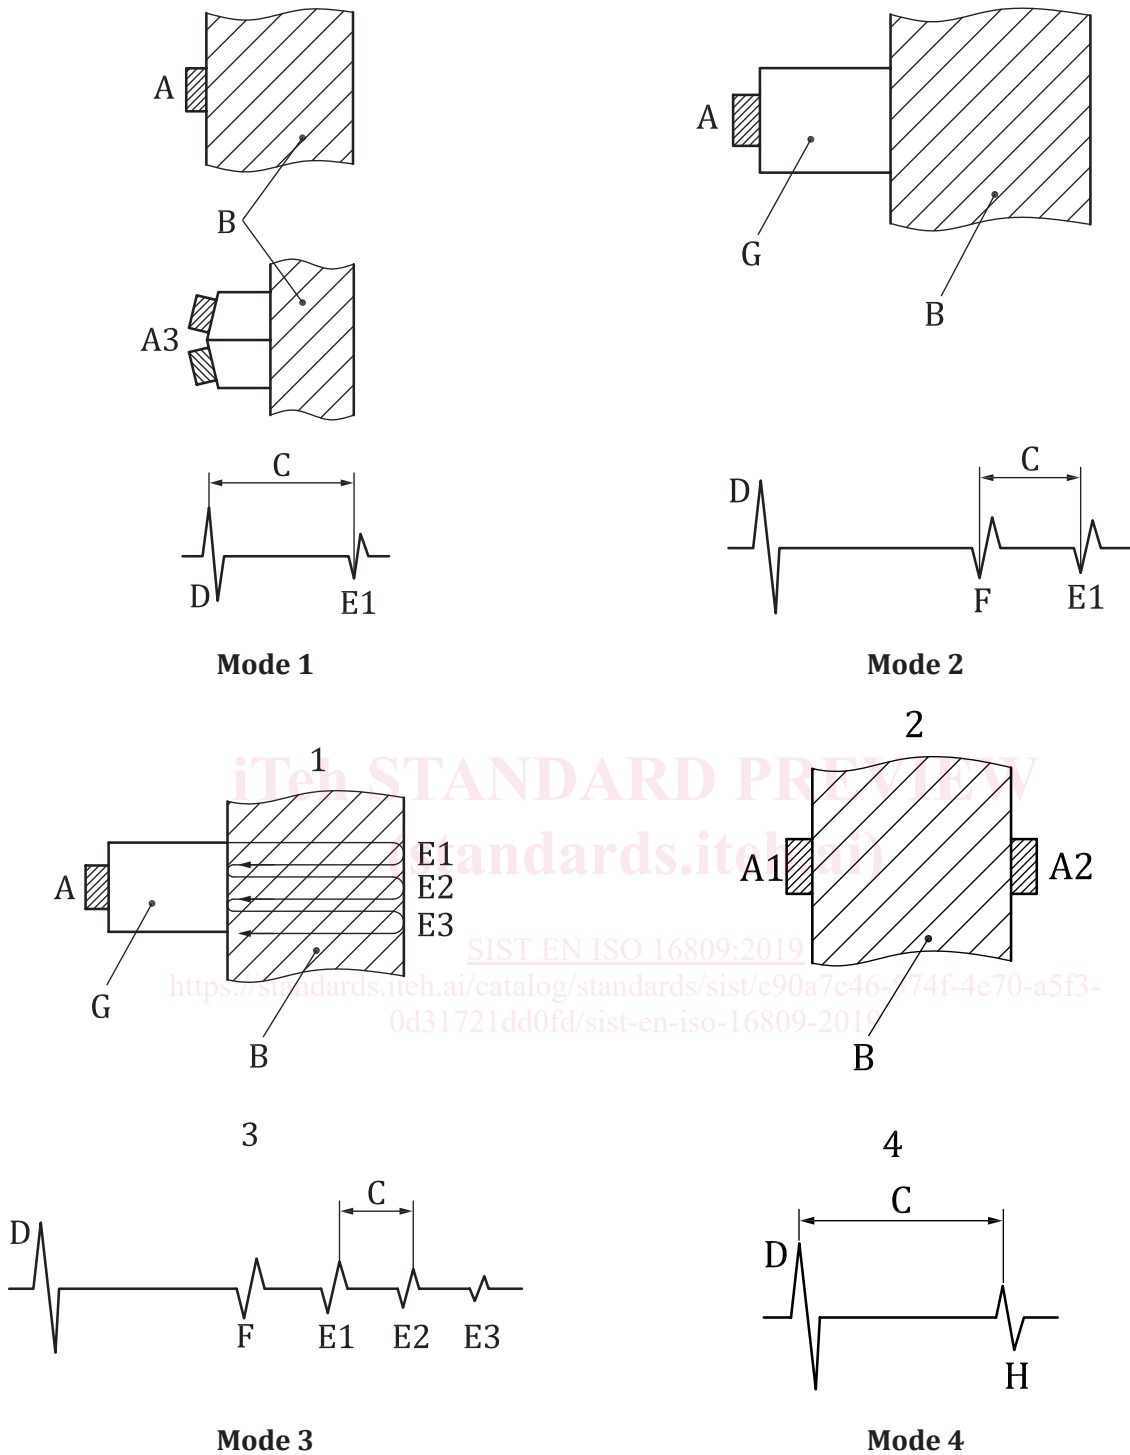 A
B
A3
C
D
E1
Mode 1
A
G
B
D
C
F
E1
Mode 2
1
A
E1
E2
E3
G
B
3
D
C
F
E1
E2
E3
Mode 3
2
A1
A2
B
4
C
D
H
Mode 4
iTeh STANDARD PREVIEW
(standards.iteh.ai)
SIST EN ISO 16809:2019
https://standards.iteh.ai/catalog/standards/sist/c90a7c46-574f-4e70-a5f3-
0d31721dd0fd/sist-en-iso-16809-2019